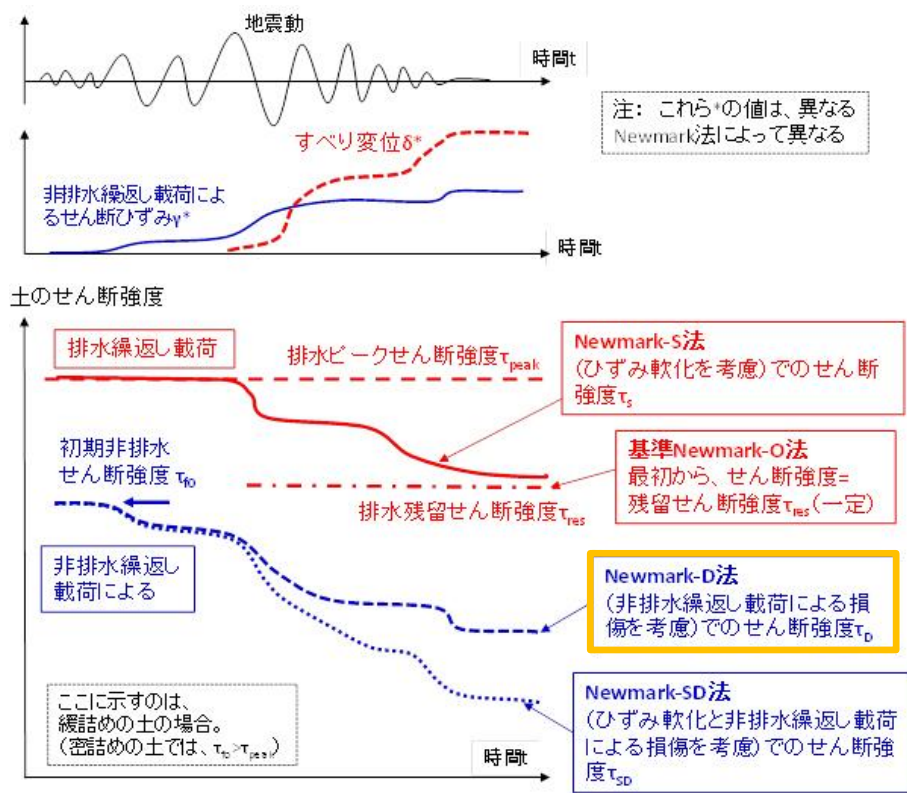 地震動
時間t
注： これら*の値は、異なる
Newmark法によって異なる
すべり変位δ*
非排水繰返し載荷によ
るせん断ひずみγ*
時間t
土のせん断強度
排水繰返し載荷
排水ピークせん断強度τpeak
Newmark-S法
(ひずみ軟化を考慮)でのせん断
強度τS
初期非排水
せん断強度 τfo
基準Newmark-O法
最初から、せん断強度=
残留せん断強度τres(一定)
排水残留せん断強度τres
非排水繰返し
載荷による
Newmark-D法
(非排水繰返し載荷による損
傷を考慮)でのせん断強度τD
Newmark-SD法
(ひずみ軟化と非排水繰返し載荷
による損傷を考慮)でのせん断強
度τSD
ここに示すのは、
緩詰めの土の場合。
(密詰めの土では、τfo>τpeak)
時間t